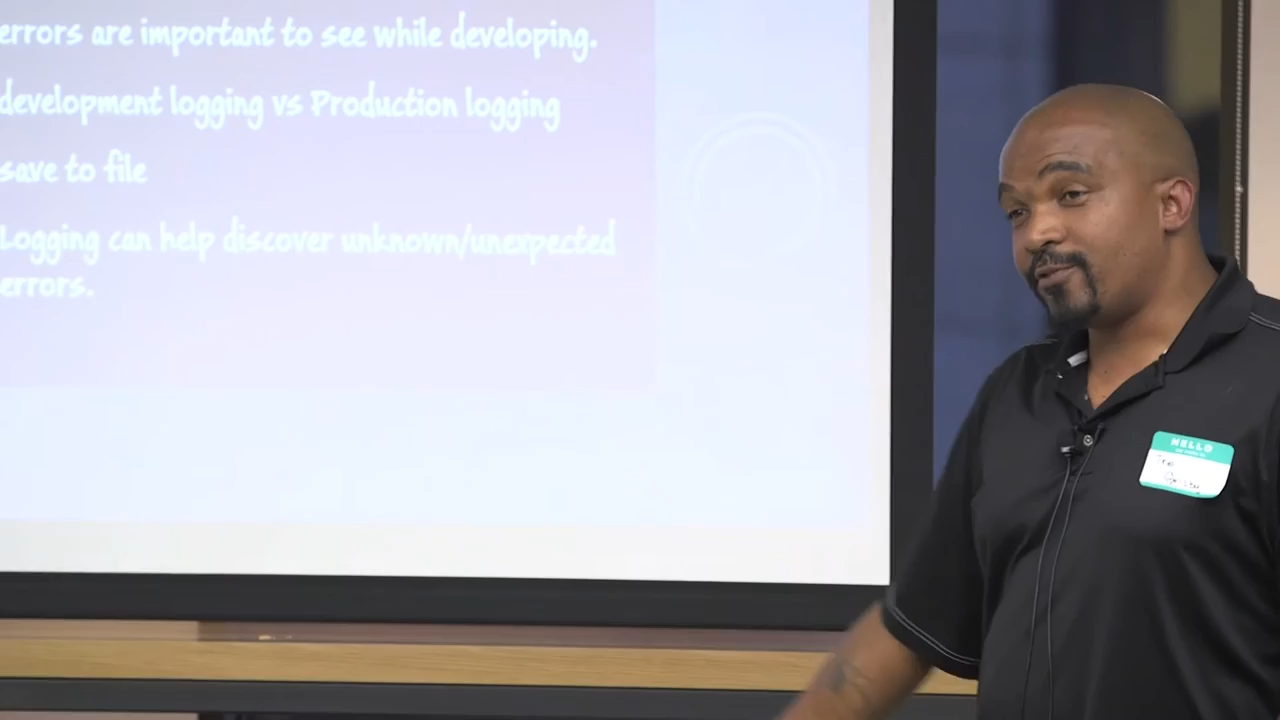 errors are important to see while developing.
development logging vs Production logging
save to file
Logging can help discover unknown/unexpected
errors.
HELLO